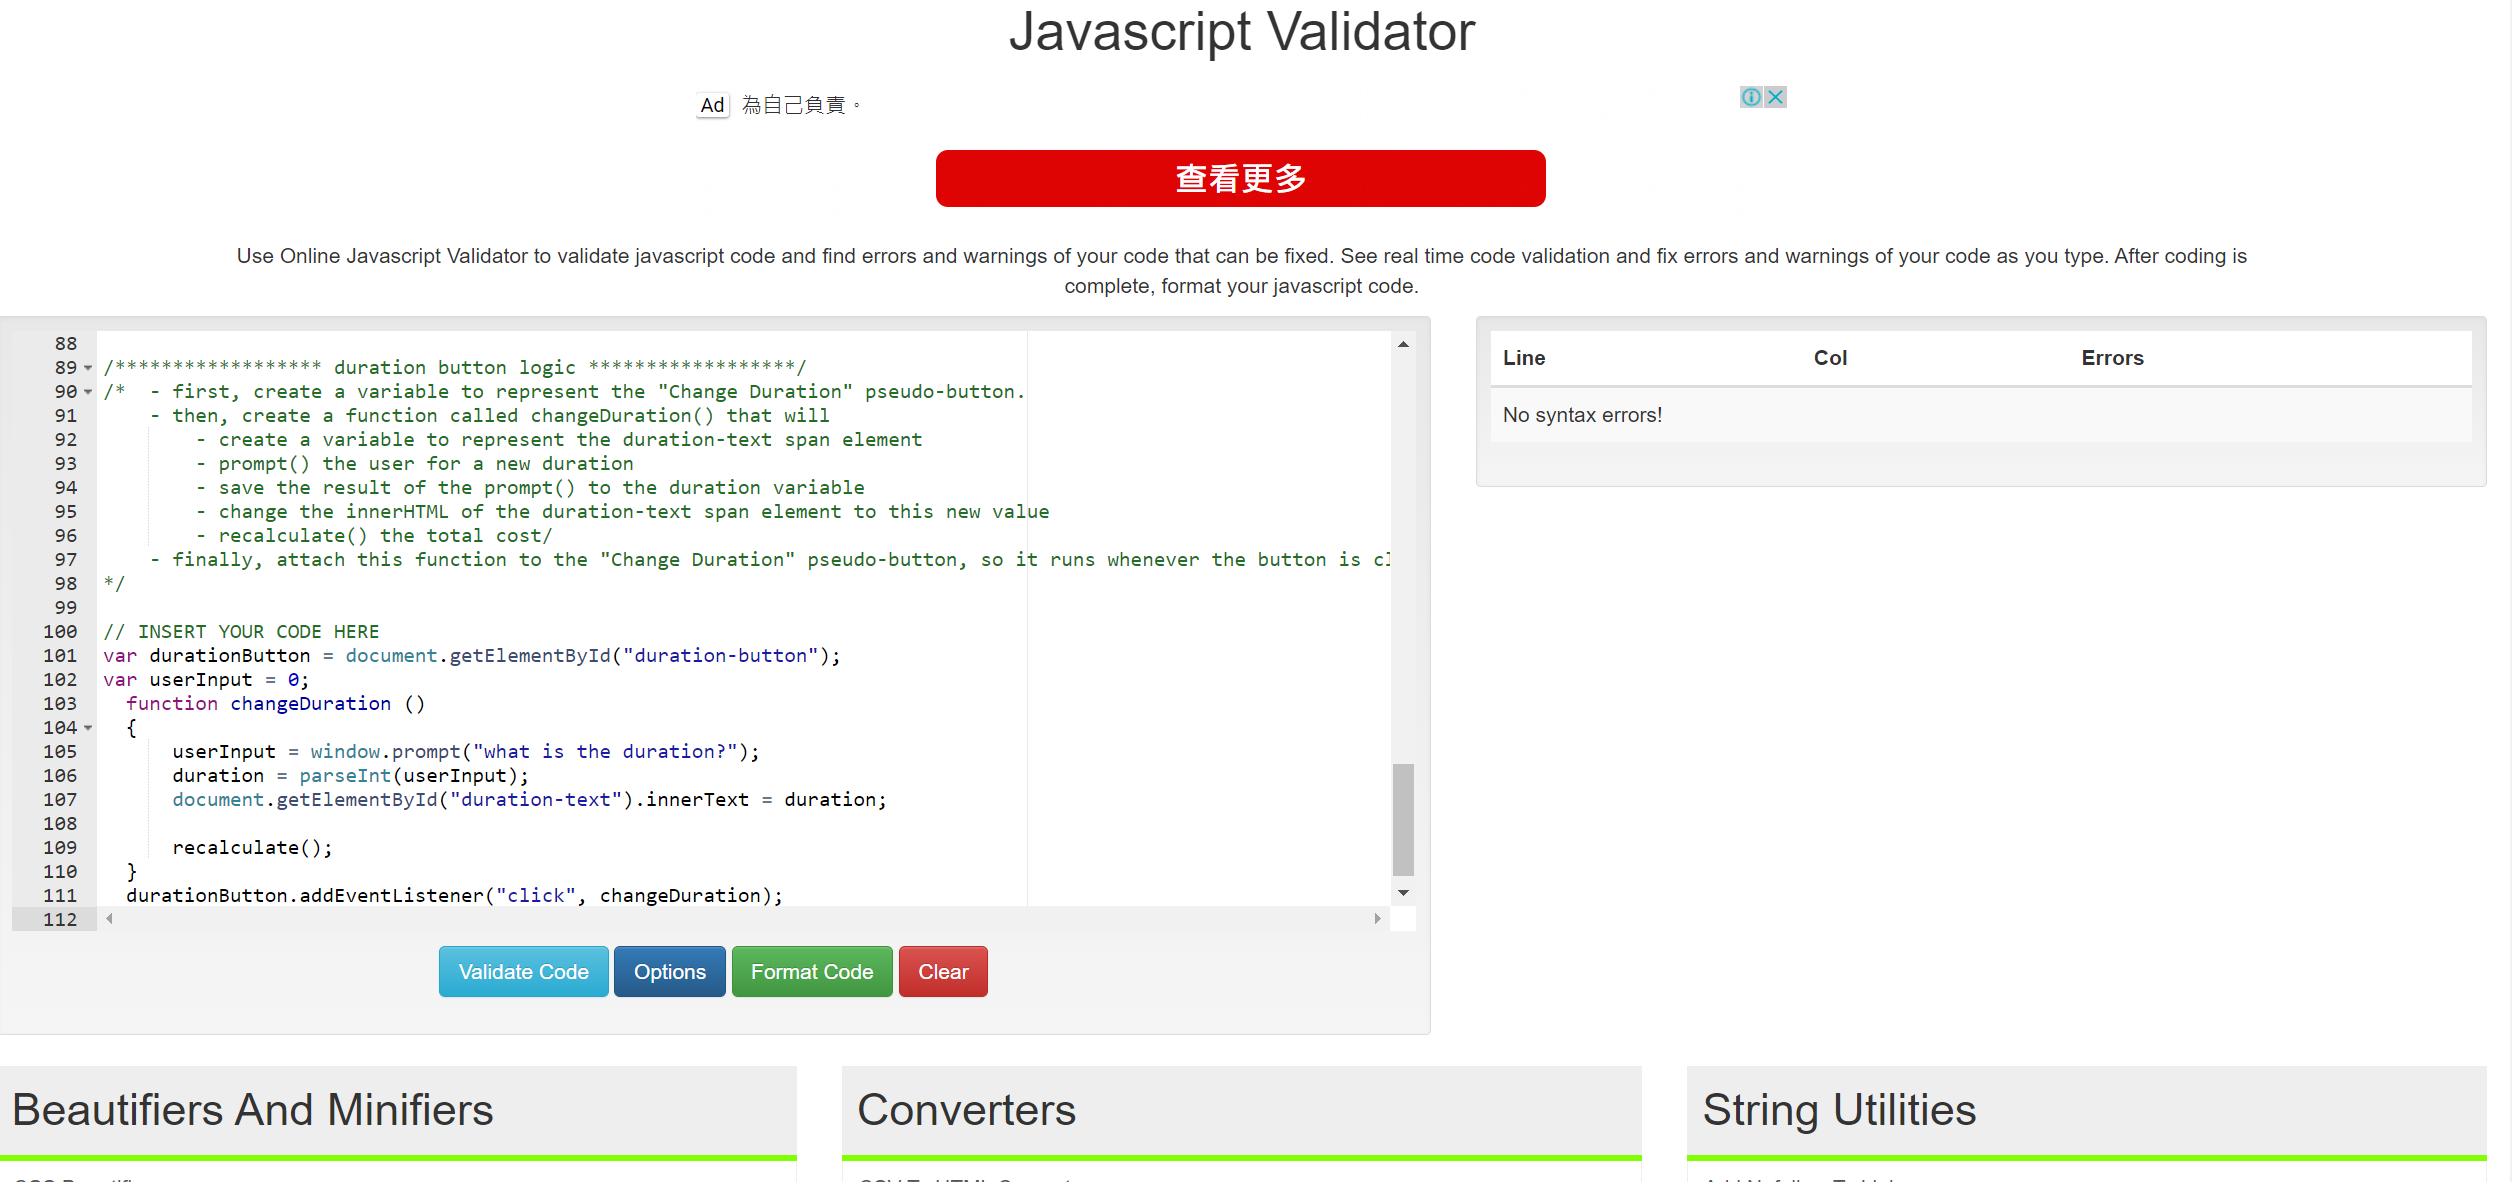 Javascript Validator
Ad 為自己負責。
查看更多
Use Online Javascript Validator to validate javascript code and find errors and warnings of your code that can be fixed. See real time code validation and fix errors and warnings of your code as you type. After coding is
complete, format your javascript code.
88
89 /****************** duration button logic ******************/
90 /*  - first, create a variable to represent the "Change Duration" pseudo-button.
91     - then, create a function called changeDuration() that will
92         - create a variable to represent the duration-text span element
93         - prompt() the user for a new duration
94         - save the result of the prompt() to the duration variable
95         - change the innerHTML of the duration-text span element to this new value
96         - recalculate() the total cost/
97     - finally, attach this function to the "Change Duration" pseudo-button, so it runs whenever the button is
98 */
99
100 // INSERT YOUR CODE HERE
101 var durationButton = document.getElementById("duration-button");
102 var userInput = 0;
103   function changeDuration ()
104   {
105       userInput = window.prompt("what is the duration?");
106       duration = parseInt(userInput);
107       document.getElementById("duration-text").innerText = duration;
108
109       recalculate();
110   }
111   durationButton.addEventListener("click", changeDuration);
112
Line Col Errors
No syntax errors!
Validate Code Options Format Code Clear
Beautifiers And Minifiers
Converters
String Utilities